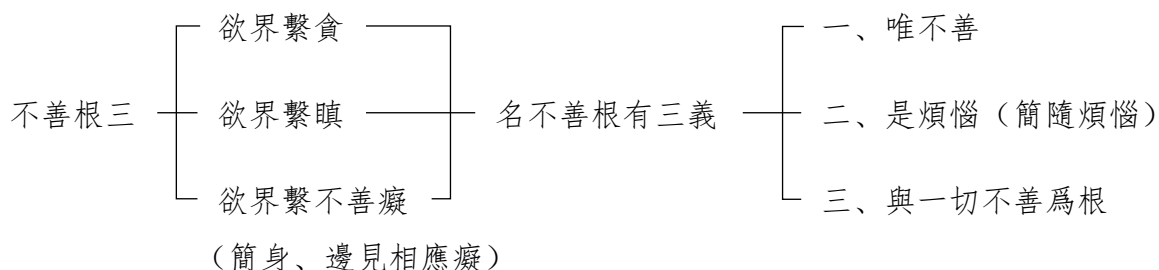 不善根三
欲界繫貪
欲界繫瞋
欲界繫不善癡
（簡身、邊見相應癡）
名不善根有三義
一、唯不善
二、是煩惱（簡隨煩惱）
三、與一切不善爲根